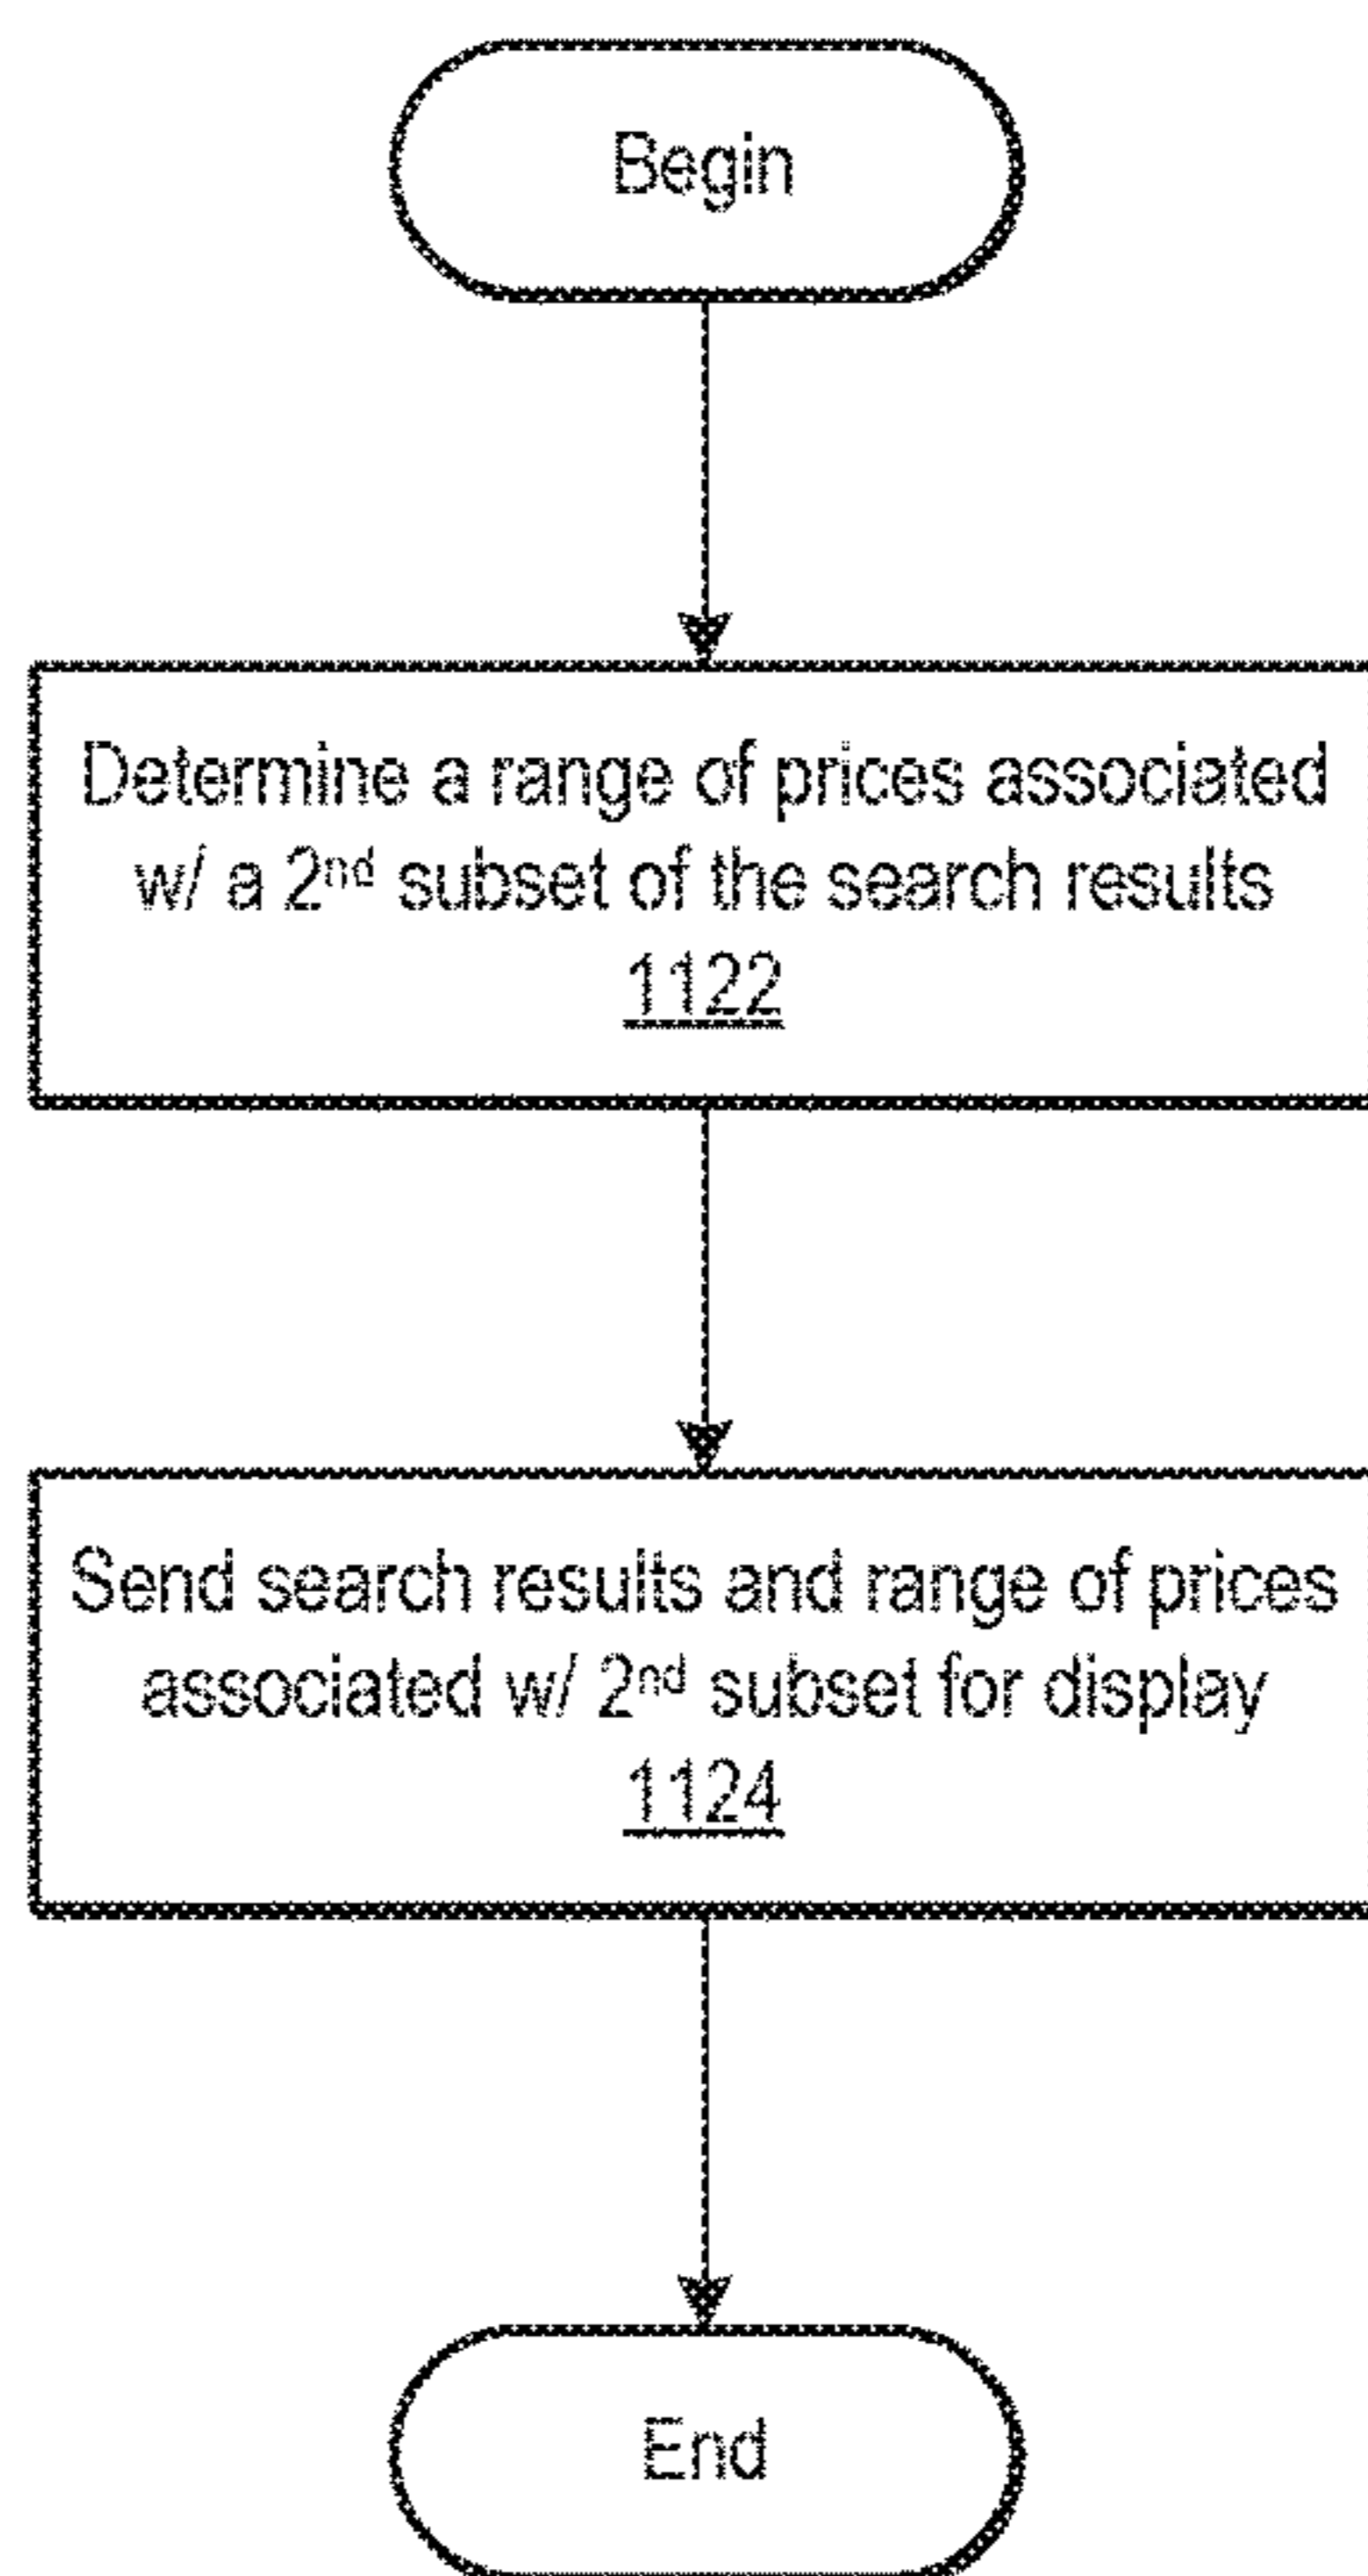 Begin
Determine a range of prices associated
w/ a 2nd subset of the search results
1122
Send search results and range of prices
associated w/ 2nd subset for display
1124
End